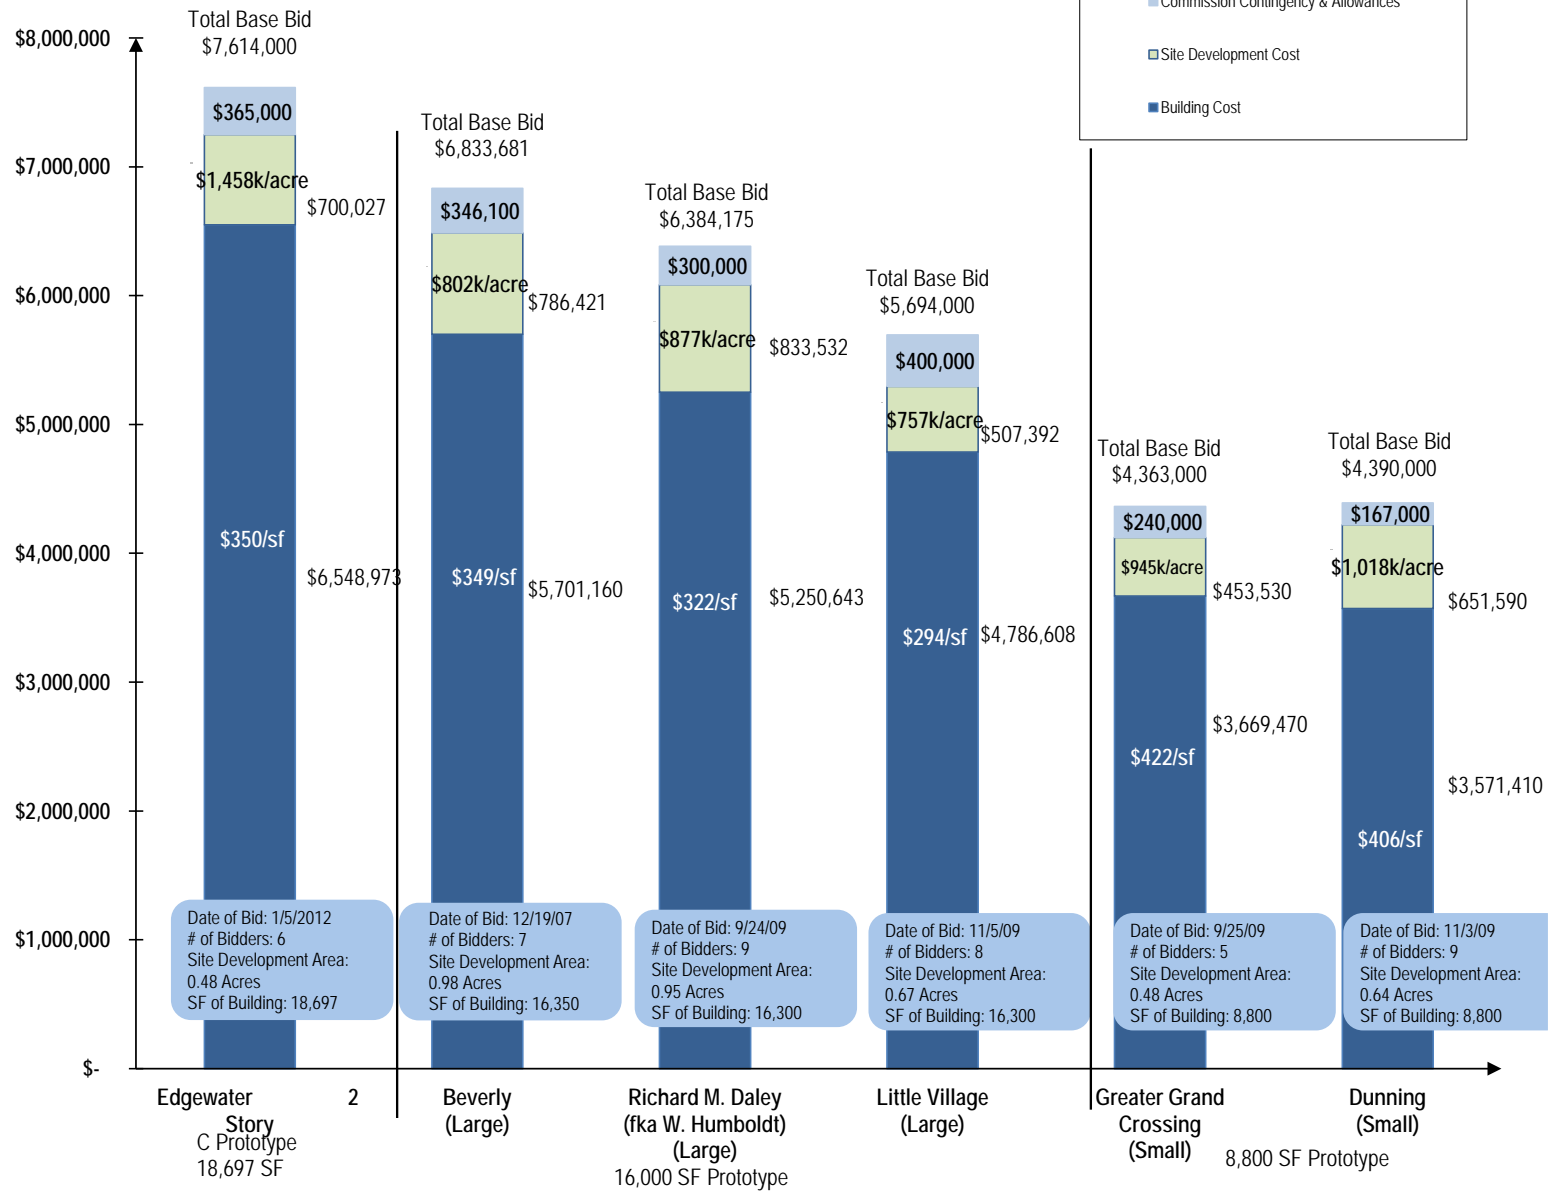 Commission Contingency & Allowances
Site Development Cost
Building Cost
$8,000,000
$7,000,000
$6,000,000
$5,000,000
$4,000,000
$3,000,000
$2,000,000
$1,000,000
$-
Total Base Bid
$7,614,000
$365,000
$1,458k/acre
$700,027
$350/sf
$6,548,973
Date of Bid: 1/5/2012
# of Bidders: 6
Site Development Area:
0.48 Acres
SF of Building: 18,697
Edgewater 2
Story
C Prototype
18,697 SF
Total Base Bid
$6,833,681
$346,100
$802k/acre
$786,421
$349/sf
$5,701,160
Date of Bid: 12/19/07
# of Bidders: 7
Site Development Area:
0.98 Acres
SF of Building: 16,350
Beverly
(Large)
Total Base Bid
$6,384,175
$300,000
$877k/acre
$833,532
$322/sf
$5,250,643
Date of Bid: 9/24/09
# of Bidders: 9
Site Development Area:
0.95 Acres
SF of Building: 16,300
Richard M. Daley
(fka W. Humboldt)
(Large)
16,000 SF Prototype
Total Base Bid
$5,694,000
$400,000
$757k/acre
$507,392
$294/sf
$4,786,608
Date of Bid: 11/5/09
# of Bidders: 8
Site Development Area:
0.67 Acres
SF of Building: 16,300
Little Village
(Large)
Total Base Bid
$4,363,000
$240,000
$945k/acre
$453,530
$422/sf
$3,669,470
Date of Bid: 9/25/09
# of Bidders: 5
Site Development Area:
0.48 Acres
SF of Building: 8,800
Greater Grand
Crossing
(Small)
Total Base Bid
$4,390,000
$167,000
$1,018k/acre
$651,590
$406/sf
$3,571,410
Date of Bid: 11/3/09
# of Bidders: 9
Site Development Area:
0.64 Acres
SF of Building: 8,800
Dunning
(Small)
8,800 SF Prototype